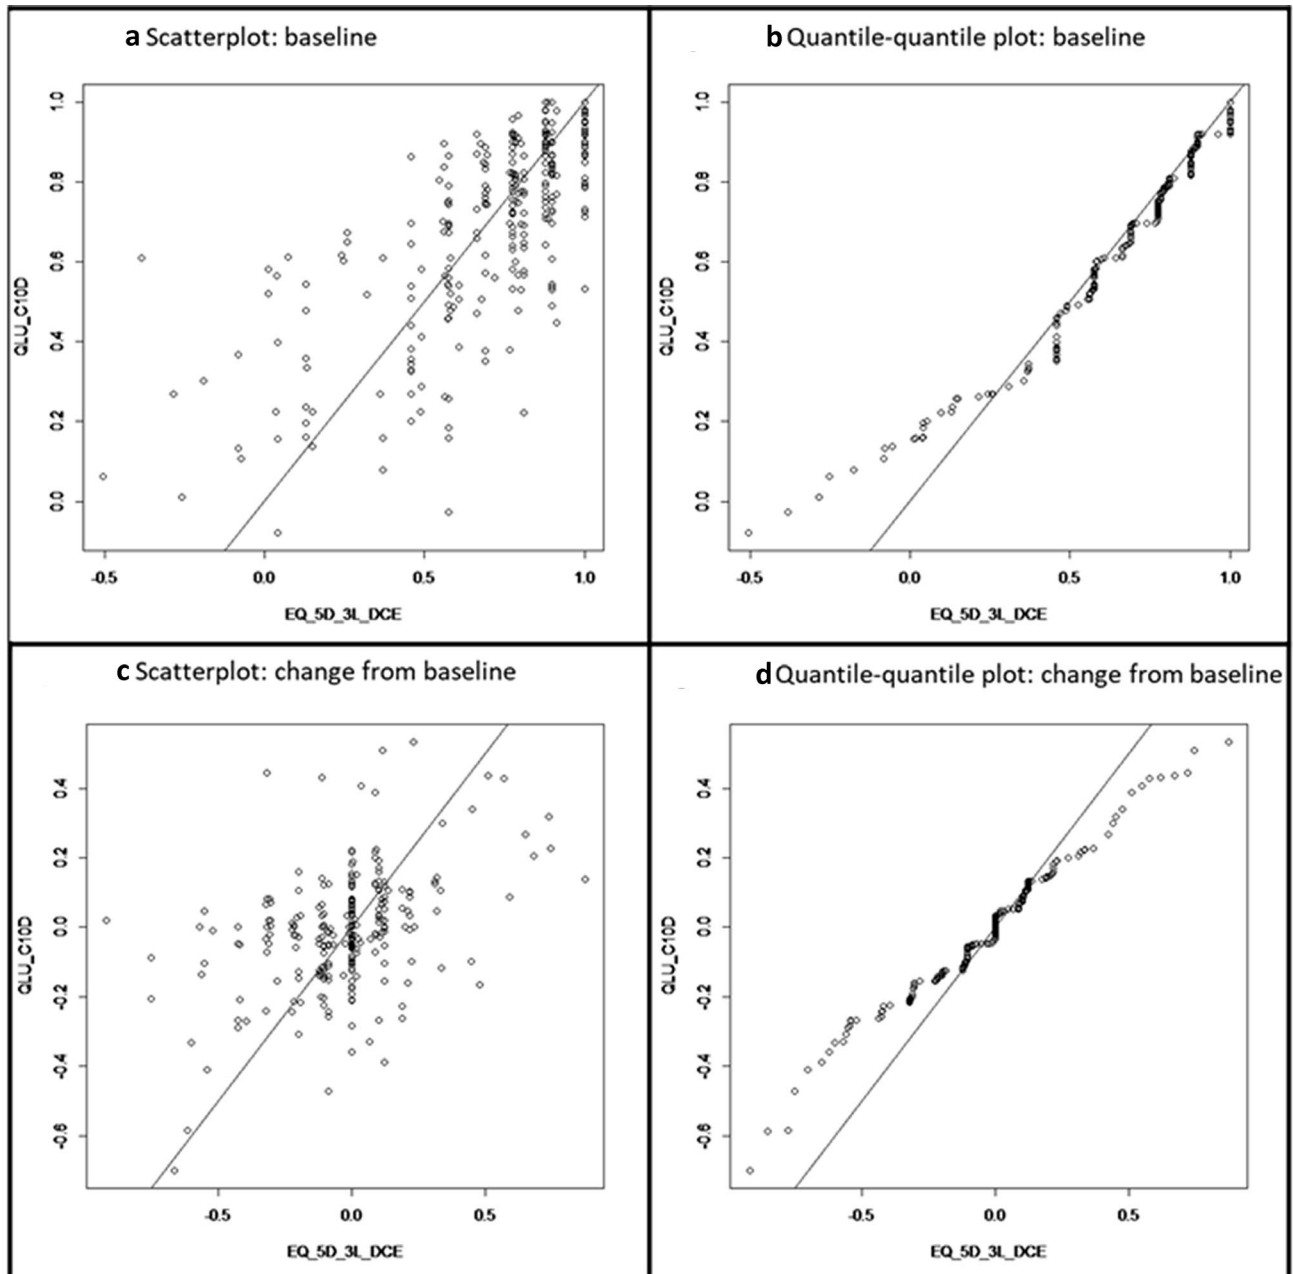 a Scatterplot: baseline
1.0
0.8
0.6
0.4
0.2
0.0
QLU_C10D
-0.5 0.0 0.5 1.0
EQ_5D_3L_DCE
b Quantile-quantile plot: baseline
1.0
0.8
0.6
0.4
0.2
0.0
QLU_C10D
-0.5 0.0 0.5 1.0
EQ_5D_3L_DCE
c Scatterplot: change from baseline
0.4
0.2
0.0
-0.2
-0.4
-0.6
QLU_C10D
-0.5 0.0 0.5
EQ_5D_3L_DCE
d Quantile-quantile plot: change from baseline
0.4
0.2
0.0
-0.2
-0.4
-0.6
QLU_C10D
-0.5 0.0 0.5
EQ_5D_3L_DCE